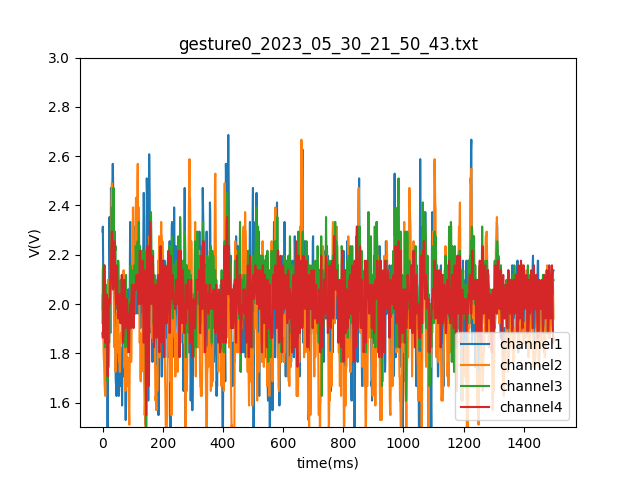 gesture0_2023_05_30_21_50_43.txt
3.0
2.8
2.6
2.4
2.2
2.0
1.8
1.6
V(V)
channel1
channel2
channel3
channel4
0 200 400 600 800 1000 1200 1400
time(ms)